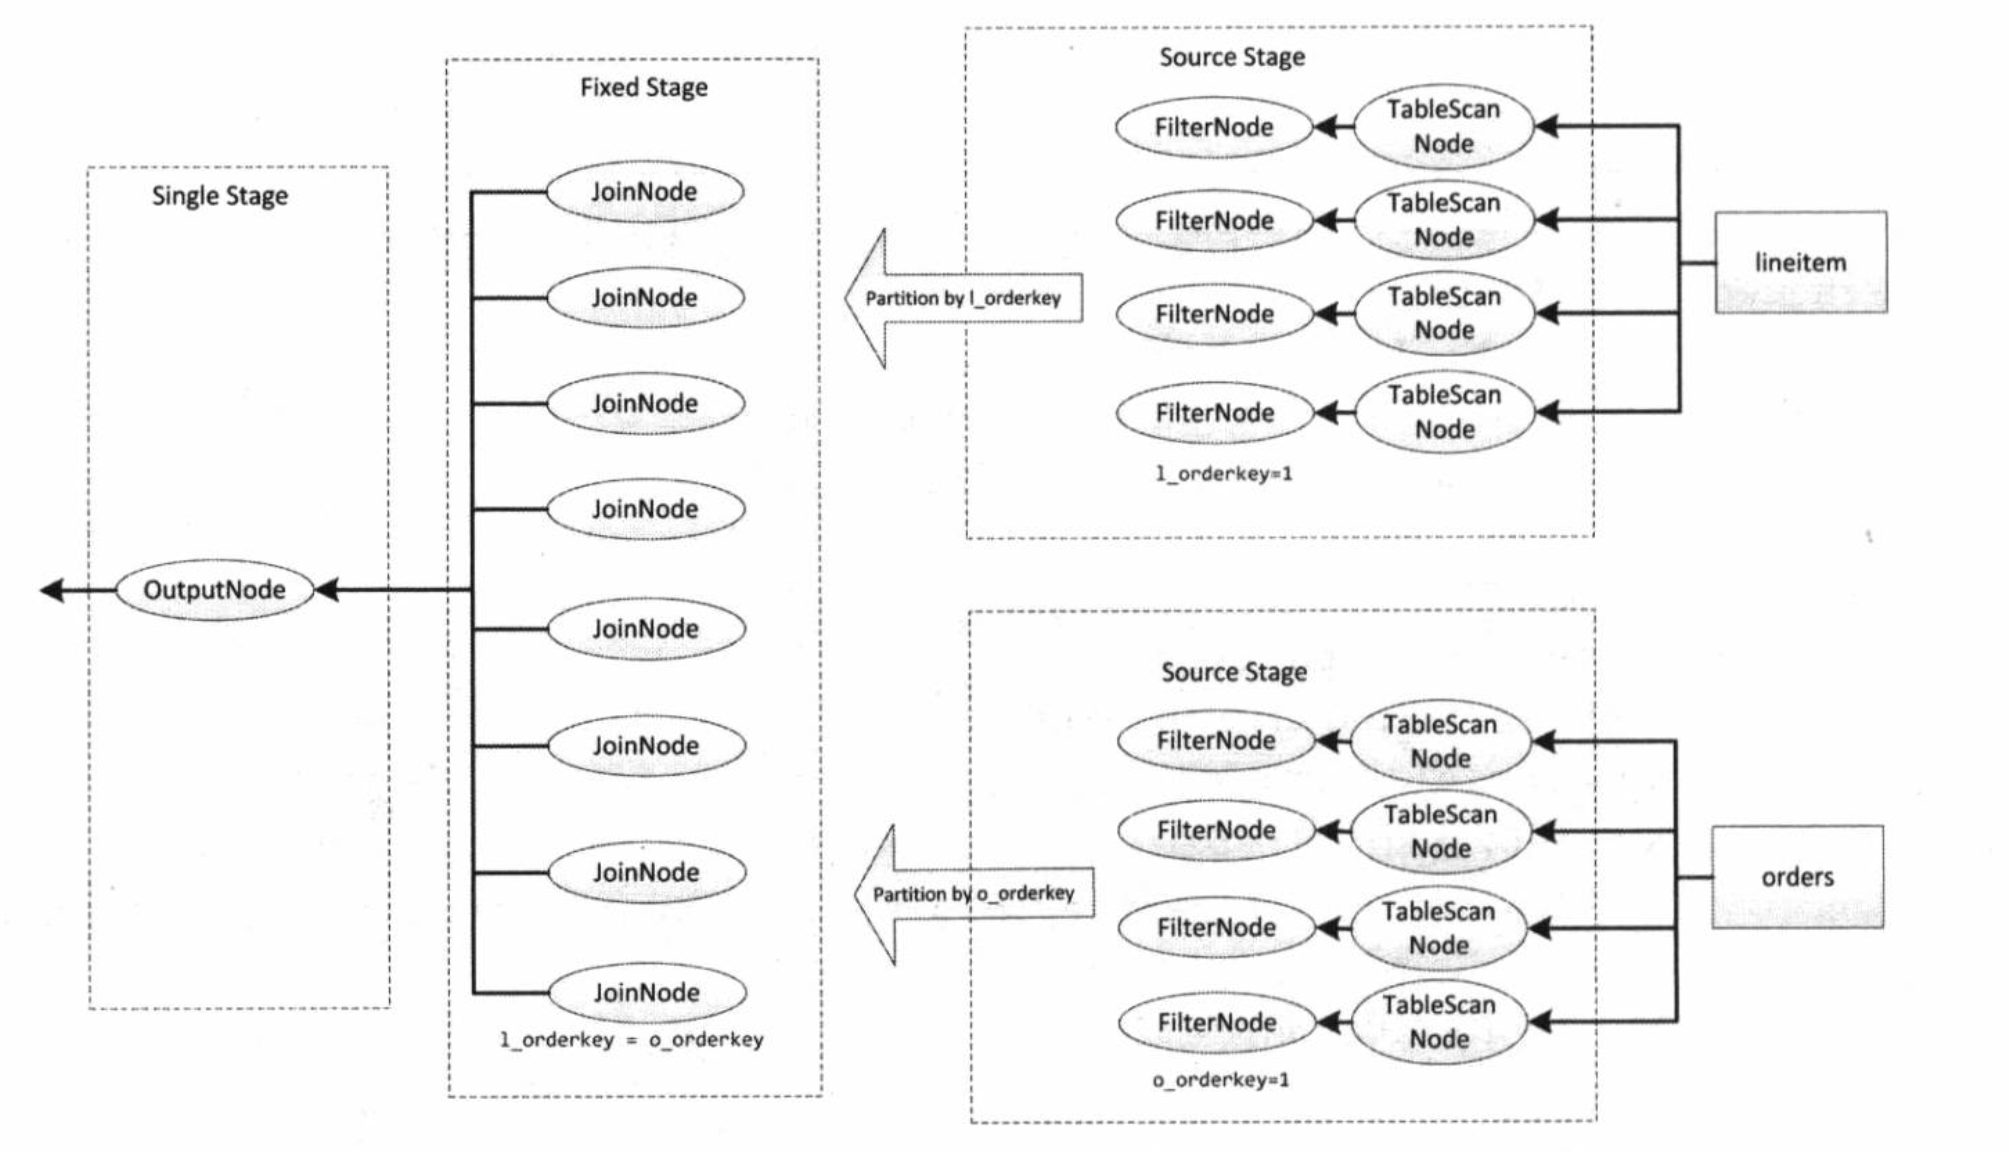 Single Stage
OutputNode
Fixed Stage
JoinNode
JoinNode
JoinNode
JoinNode
JoinNode
JoinNode
JoinNode
JoinNode
l_orderkey = o_orderkey
Partition by l_orderkey
Partition by o_orderkey
Source Stage
FilterNode
TableScan
Node
FilterNode
TableScan
Node
FilterNode
TableScan
Node
FilterNode
TableScan
Node
l_orderkey=1
lineitem
Source Stage
FilterNode
TableScan
Node
FilterNode
TableScan
Node
FilterNode
TableScan
Node
FilterNode
TableScan
Node
o_orderkey=1
orders